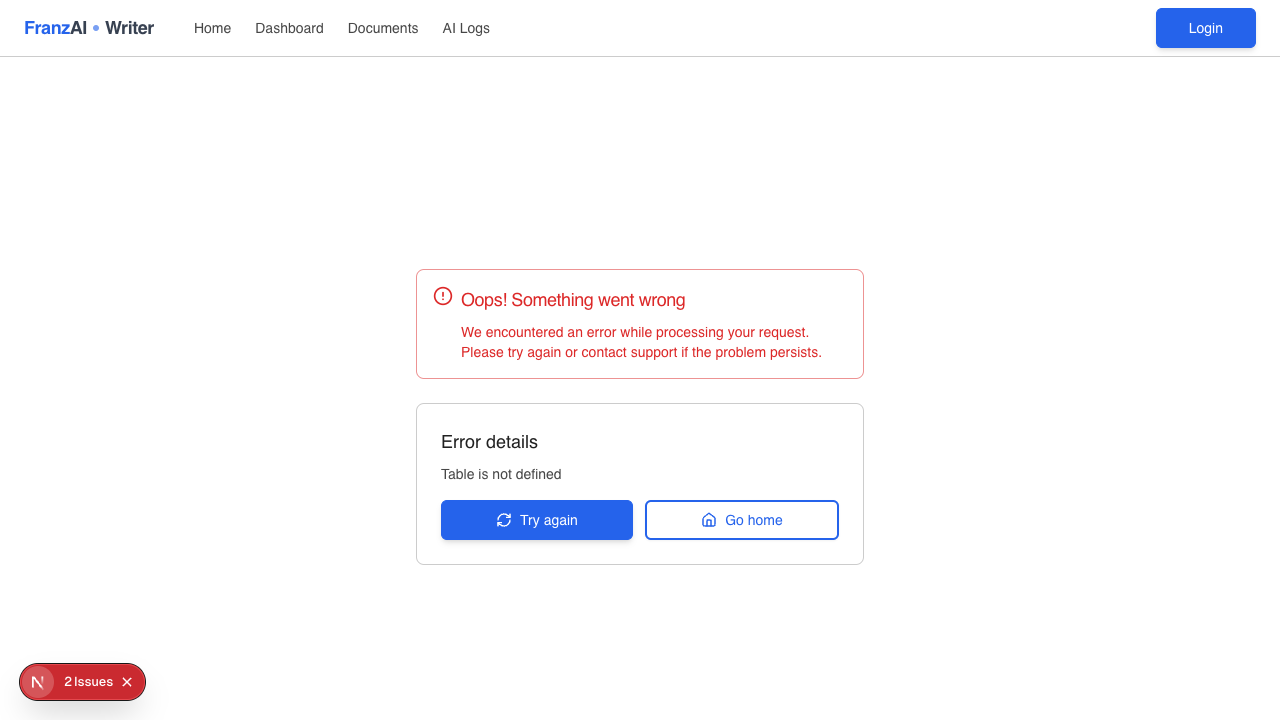 FranzAI • Writer
Home
Dashboard
Documents
AI Logs
Login
Oops! Something went wrong
We encountered an error while processing your request.
Please try again or contact support if the problem persists.
Error details
Table is not defined
Try again
Go home
N
2 Issues